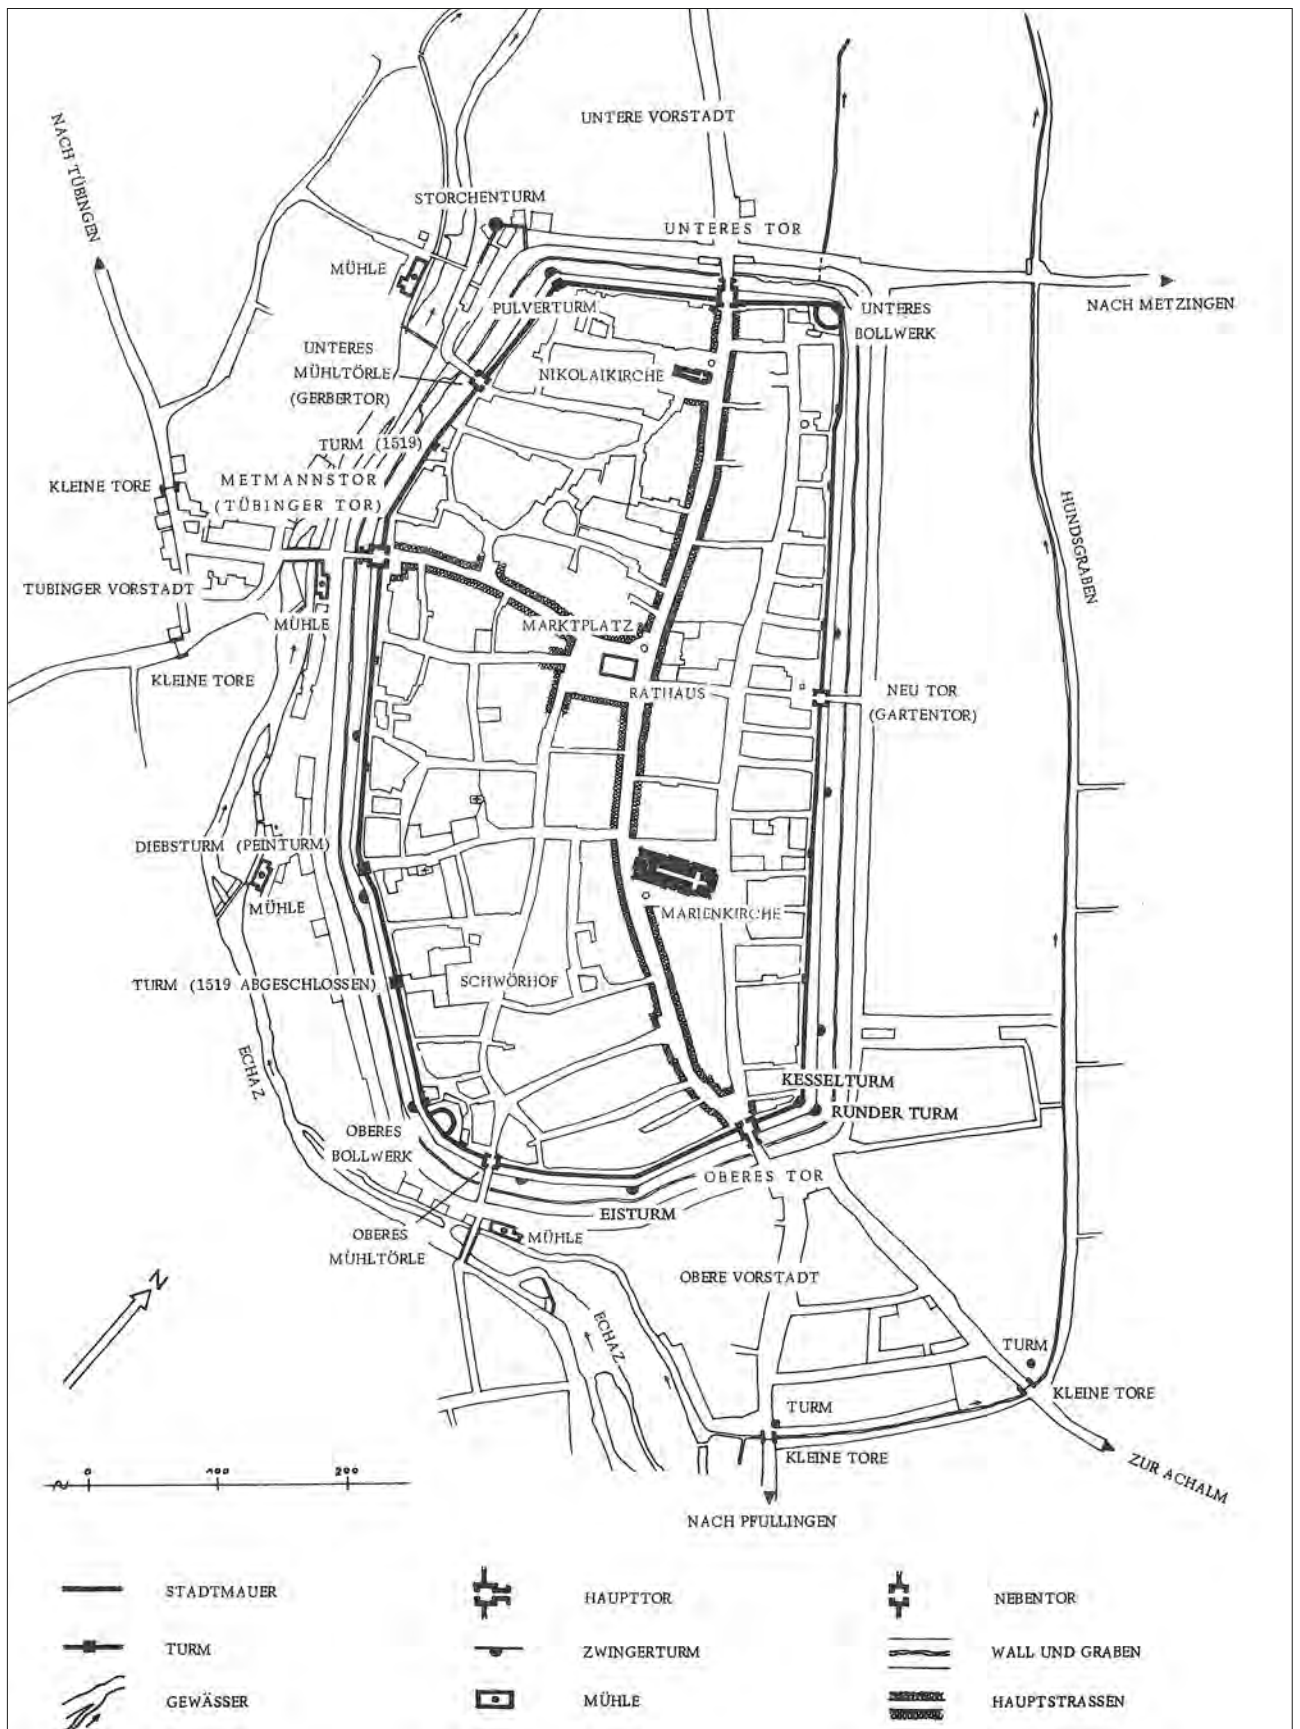 UNTERE VORSTADT
NACH TÜBINGEN
STORCHENTURM
UNTERES TOR
MÜHLE
NACH METZINGEN
PULVERTURM
UNTERES
BOLLWERK
UNTERES
MÜHLTÖRLE
(GERBERTOR)
NIKOLAIKIRCHE
TURM (1519)
METMANNSTOR
(TÜBINGER TOR)
KLEINE TORE
HUNDSGRABEN
TUBINGER VORSTADT
MÜHLE
MARKTPLATZ
KLEINE TORE
RATHAUS
NEU TOR
(GARTENTOR)
DIEBSTURM (PEINTURM)
MÜHLE
MARIENKIRCHE
TURM (1519 ABGESCHLOSSEN)
SCHWÖRHOF
ECHAZ
KESSELTURM
RUNDER TURM
OBERES
BOLLWERK
OBERES TOR
EISTURM
OBERES
MÜHLTÖRLE
MÜHLE
OBERE VORSTADT
N
ECHAZ
TURM
KLEINE TORE
TURM
KLEINE TORE
ZUR ACHALM
0 100 200
NACH PFULLINGEN
STADTMAUER
HAUPTTOR
NEBENTOR
TURM
ZWINGERTURM
WALL UND GRABEN
GEWÄSSER
MÜHLE
HAUPTSTRASSEN